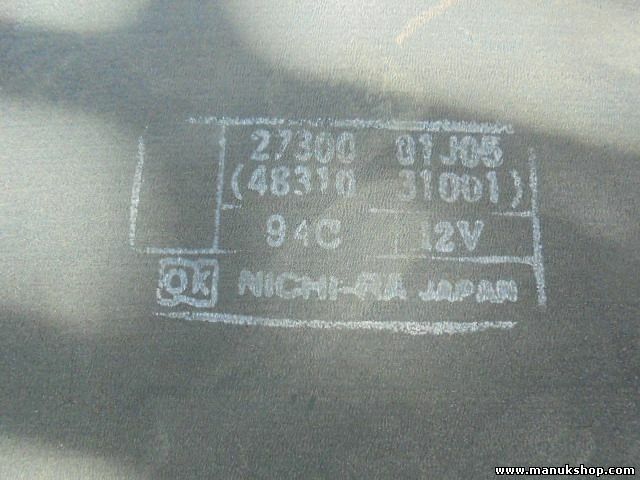 27300 01J05
(48310 31001)
94C 12V
OK NICHI-RA JAPAN
www.manukshop.com